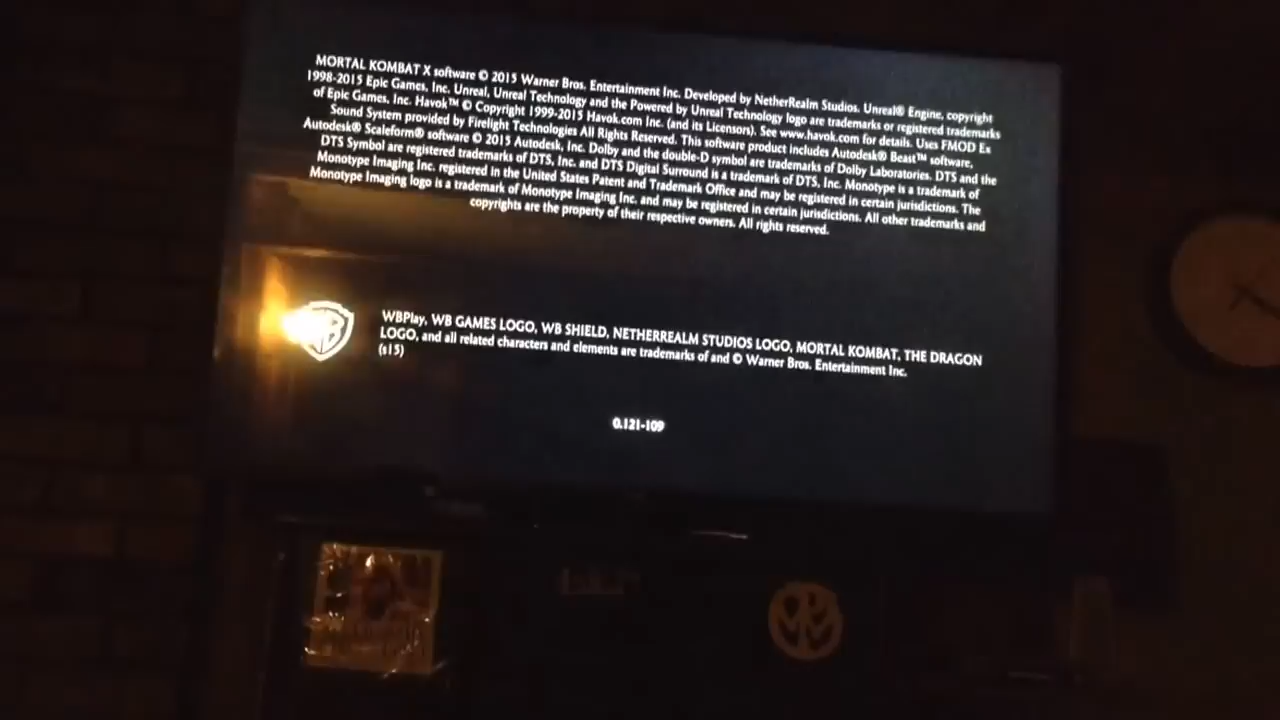 MORTAL KOMBAT X software © 2015 Warner Bros. Entertainment Inc. Developed by NetherRealm Studios. Unreal® Engine, copyright
1998-2015 Epic Games, Inc. Unreal, Unreal Technology and the Powered by Unreal Technology logo are trademarks or registered trademarks
of Epic Games, Inc. Havok™ © Copyright 1999-2015 Havok.com Inc. (and its Licensors). See www.havok.com for details. Uses FMOD Ex
Sound System provided by Firelight Technologies All Rights Reserved. This software product includes Autodesk® Beast™ software,
Autodesk® Scaleform® software © 2015 Autodesk, Inc. Dolby and the double-D symbol are trademarks of Dolby Laboratories. DTS and the
DTS Symbol are registered trademarks of DTS, Inc. and DTS Digital Surround is a trademark of DTS, Inc. Monotype is a trademark of
Monotype Imaging Inc. registered in the United States Patent and Trademark Office and may be registered in certain jurisdictions. The
Monotype Imaging logo is a trademark of Monotype Imaging Inc. and may be registered in certain jurisdictions. All other trademarks and
copyrights are the property of their respective owners. All rights reserved.
WB
WBPlay, WB GAMES LOGO, WB SHIELD, NETHERREALM STUDIOS LOGO, MORTAL KOMBAT, THE DRAGON
LOGO, and all related characters and elements are trademarks of and © Warner Bros. Entertainment Inc.
(s15)
0.121-109